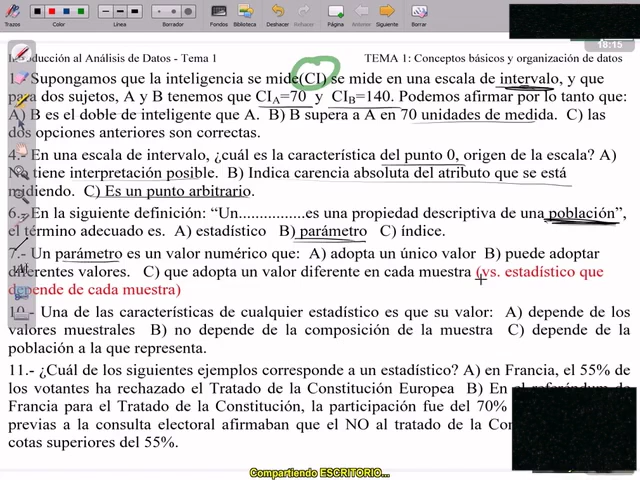 Trazos
Color
Línea
Borrador
Fondos
Biblioteca
Deshacer
Rehacer
Anterior
Siguiente
Borrar
18:15
Introducción al Análisis de Datos - Tema 1 TEMA 1: Conceptos básicos y organización de datos
Supongamos que la inteligencia se mide(CI) se mide en una escala de intervalo, y que
para dos sujetos, A y B tenemos que CIA=70 y CIB=140. Podemos afirmar por lo tanto que:
A) B es el doble de inteligente que A. B) B supera a A en 70 unidades de medida. C) las
dos opciones anteriores son correctas.
4.- En una escala de intervalo, ¿cuál es la característica del punto 0, origen de la escala? A)
No tiene interpretación posible. B) Indica carencia absoluta del atributo que se está
midiendo. C) Es un punto arbitrario.
6.- En la siguiente definición: “Un................es una propiedad descriptiva de una población”,
el término adecuado es. A) estadístico B) parámetro C) índice.
7.- Un parámetro es un valor numérico que: A) adopta un único valor B) puede adoptar
diferentes valores. C) que adopta un valor diferente en cada muestra (vs. estadístico que
depende de cada muestra)
10.- Una de las características de cualquier estadístico es que su valor: A) depende de los
valores muestrales B) no depende de la composición de la muestra C) depende de la
población a la que representa.
11.- ¿Cuál de los siguientes ejemplos corresponde a un estadístico? A) en Francia, el 55% de
los votantes ha rechazado el Tratado de la Constitución Europea B) En el referéndum de
Francia para el Tratado de la Constitución, la participación fue del 70%
previas a la consulta electoral afirmaban que el NO al tratado de la
cotas superiores del 55%.
Compartiendo ESCRITORIO...